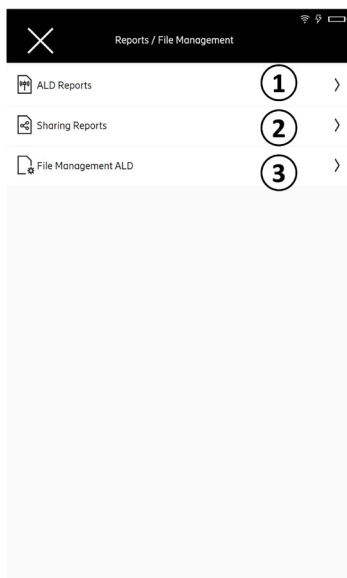 Reports / File Management
ALD Reports 1
Sharing Reports 2
File Management ALD 3